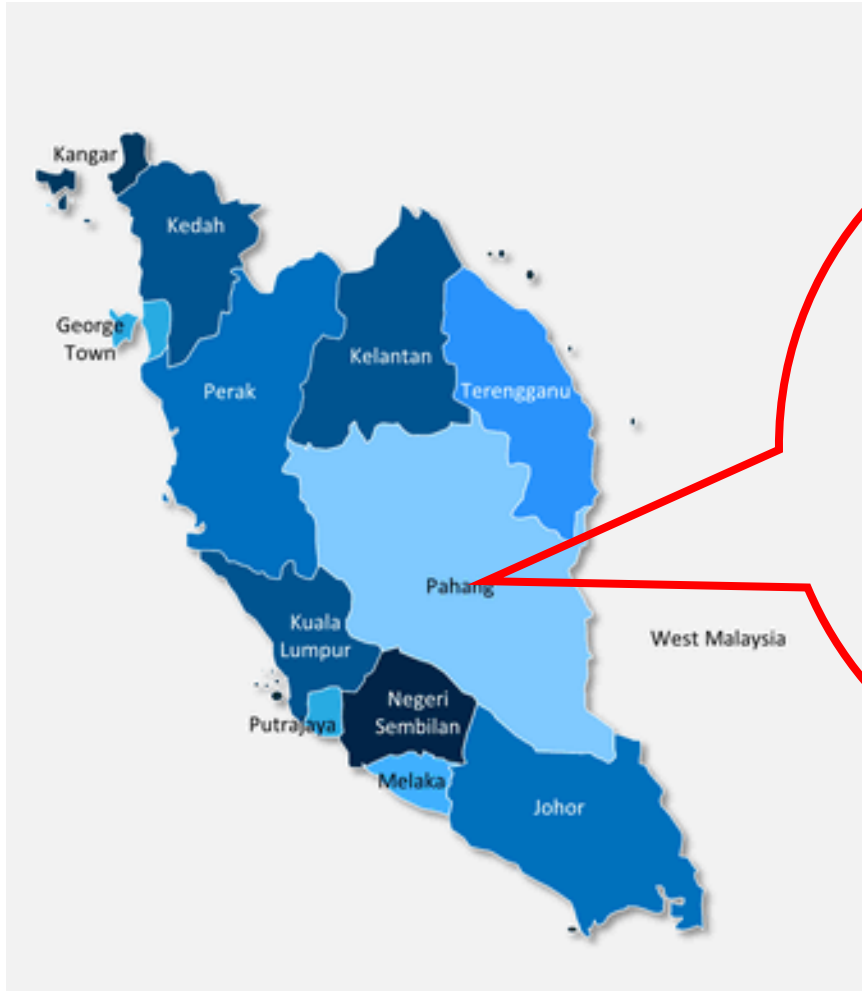 Kangar
Kedah
George
Town
Perak
Kelantan
Terengganu
Pahang
West Malaysia
Kuala
Lumpur
Putrajaya
Negeri
Sembilan
Melaka
Johor